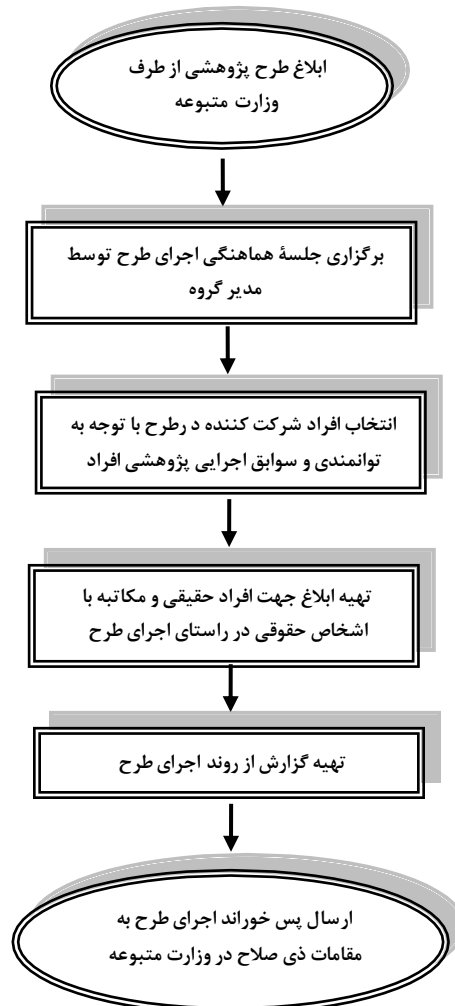 ابلاغ طرح پژوهشی از طرف
وزارت متبوعه
برگزاری جلسهٔ هماهنگی اجرای طرح توسط
مدیر گروه
انتخاب افراد شرکت کننده د رطرح با توجه به
توانمندی و سوابق اجرایی پژوهشی افراد
تهیه ابلاغ جهت افراد حقیقی و مکاتبه با
اشخاص حقوقی در راستای اجرای طرح
تهیه گزارش از روند اجرای طرح
ارسال پس خوراند اجرای طرح به
مقامات ذی صلاح در وزارت متبوعه